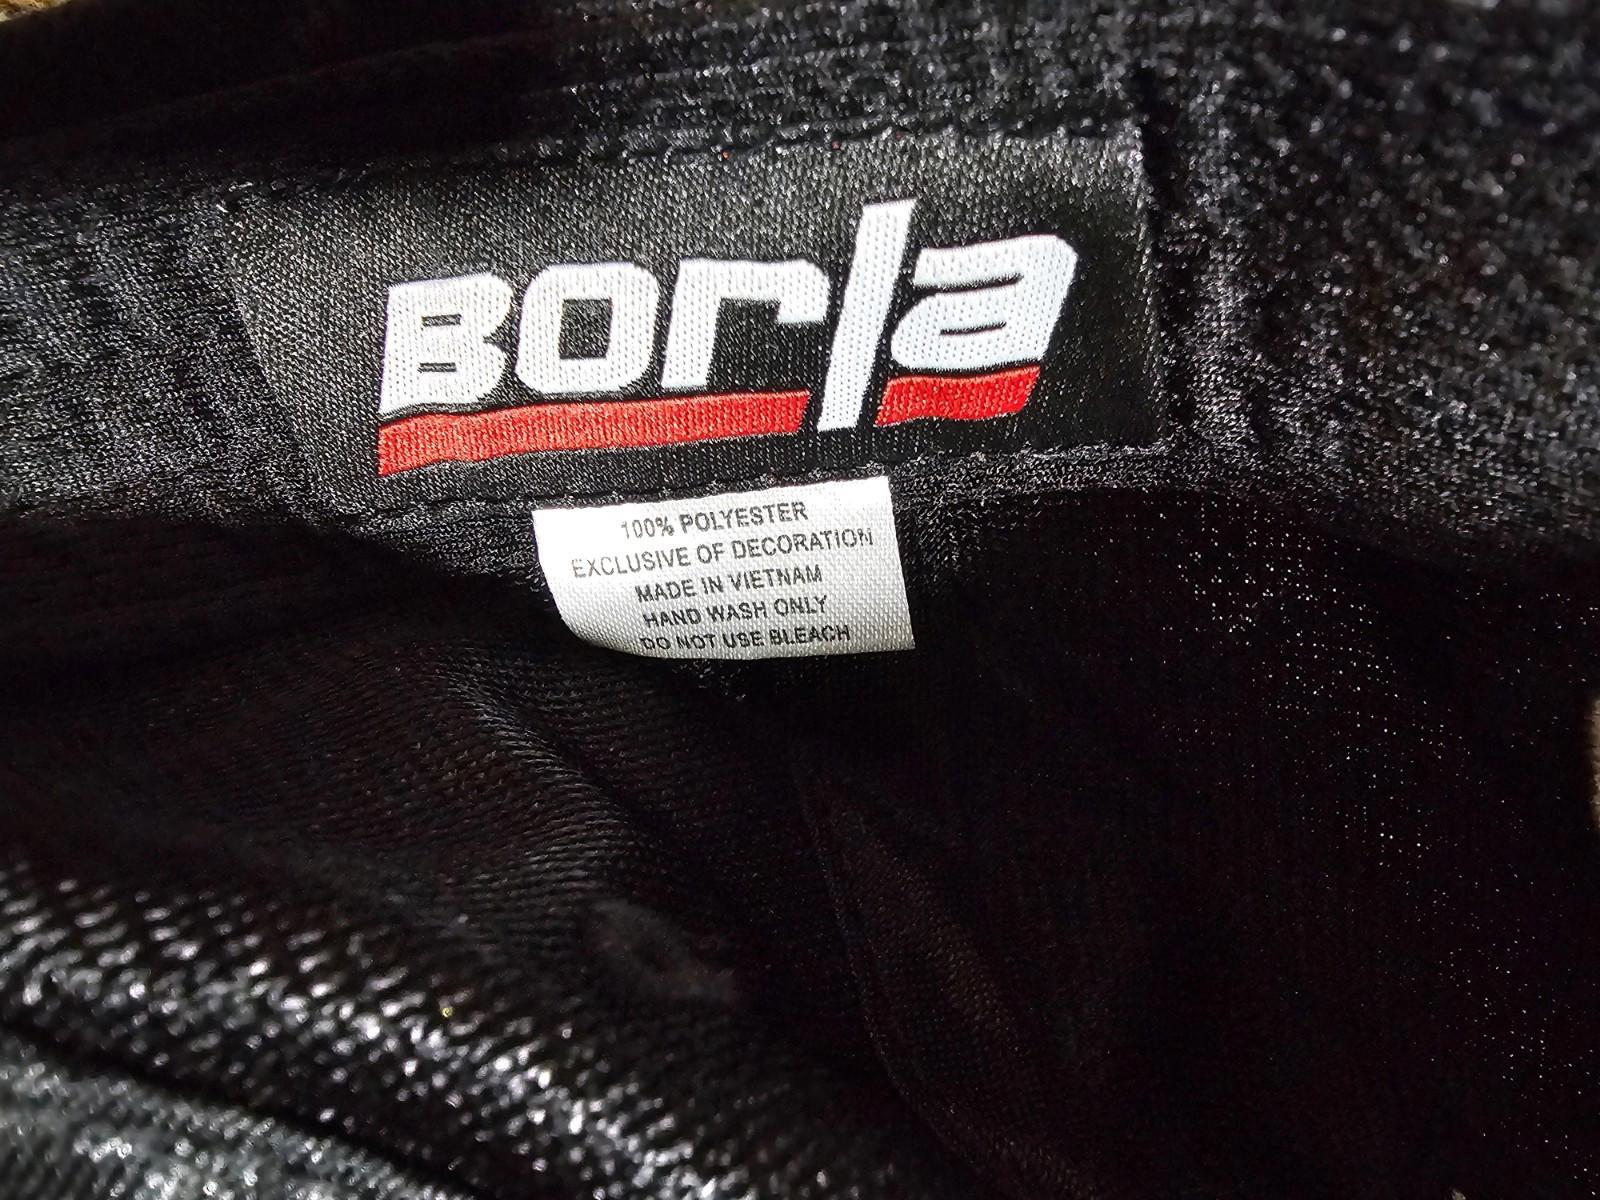 Borla
100% POLYESTER
EXCLUSIVE OF DECORATION
MADE IN VIETNAM
HAND WASH ONLY
DO NOT USE BLEACH